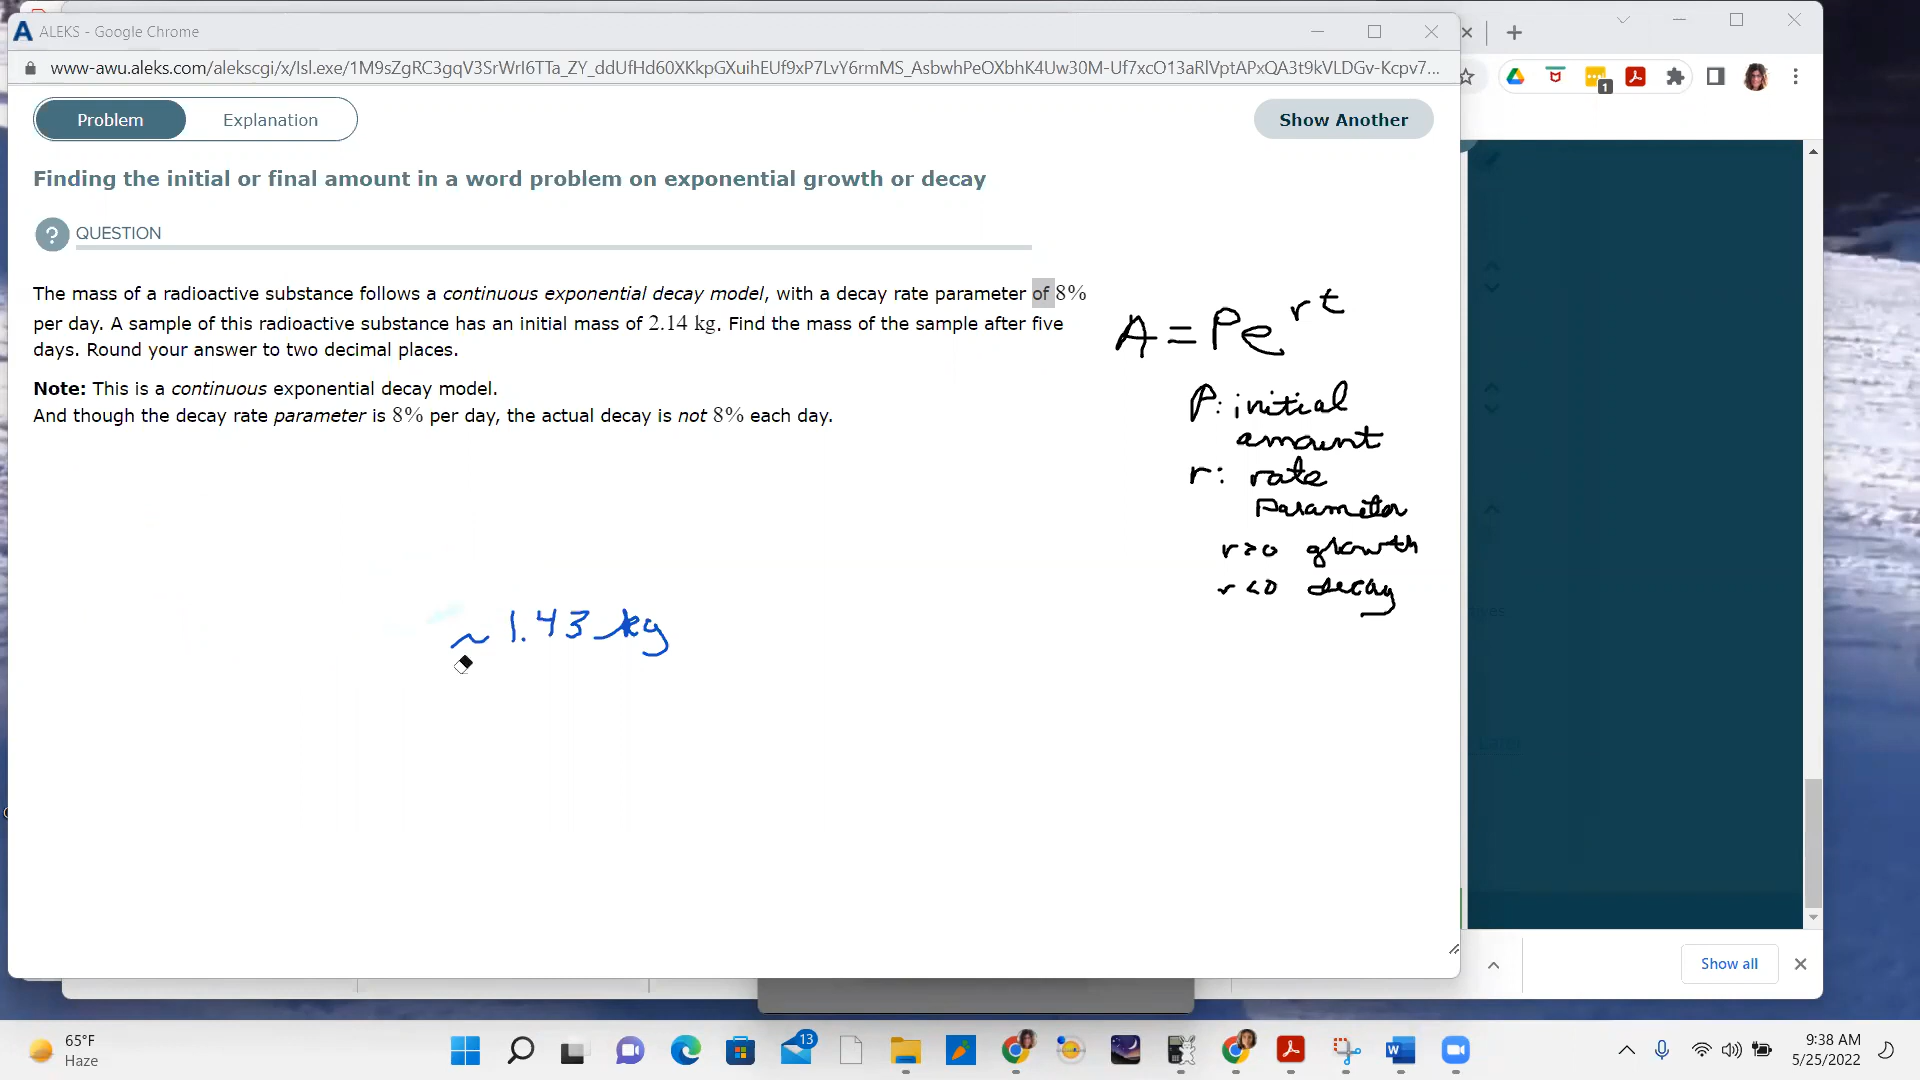 ALEKS - Google Chrome
www-awu.aleks.com/alekscgi/x/Isl.exe/1M9sZgRC3gqV3SrWrI6TTa_ZY_ddUfHd60XKkpGXuihEUf9xP7LvY6rmMS_AsbwhPeOXbhK4Uw30M-Uf7xcO13aRlVptAPxQA3t9kVLDGv-Kcpv7...
1
Problem
Explanation
Show Another
Finding the initial or final amount in a word problem on exponential growth or decay
? QUESTION
The mass of a radioactive substance follows a continuous exponential decay model, with a decay rate parameter of 8%
per day. A sample of this radioactive substance has an initial mass of 2.14 kg. Find the mass of the sample after five
days. Round your answer to two decimal places.
Note: This is a continuous exponential decay model.
And though the decay rate parameter is 8% per day, the actual decay is not 8% each day.
A = Pe^rt
P: initial
amount
r: rate
Parameter
r>0 growth
r<0 decay
~ 1.43 kg
Show all
65°F
Haze
13
9:38 AM
5/25/2022